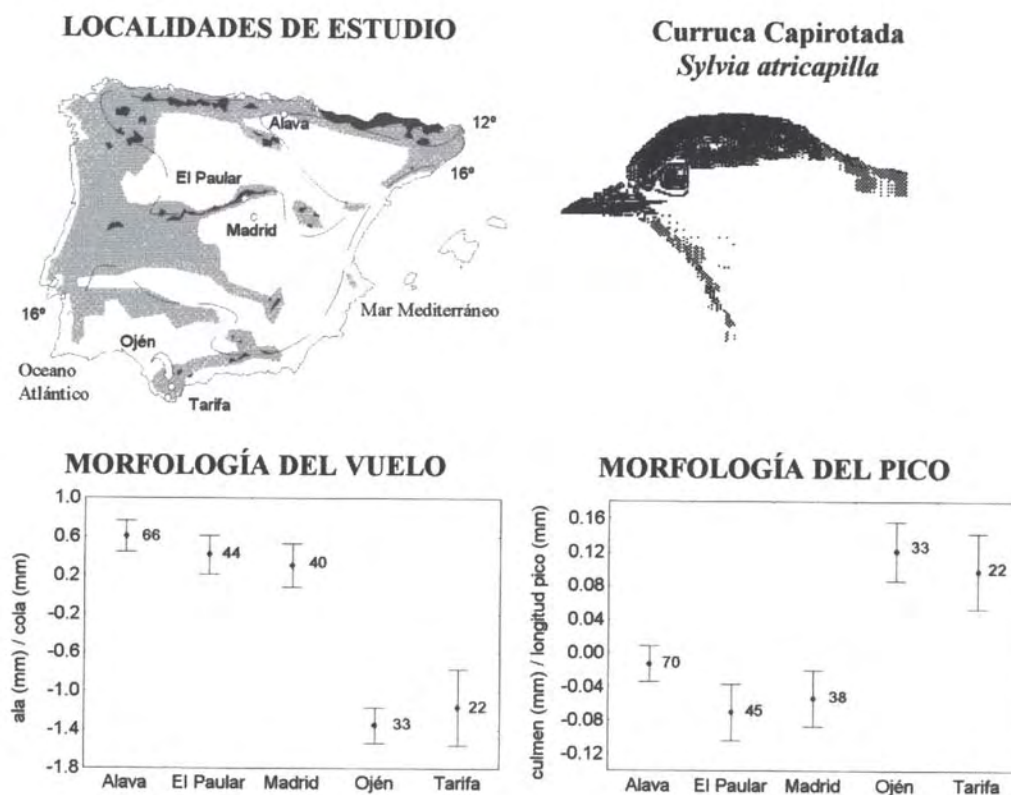 LOCALIDADES DE ESTUDIO
Alava
12º
16º
El Paular
Madrid
Mar Mediterráneo
16º
Ojén
Oceano
Atlántico
Tarifa
Curruca Capirotada
Sylvia atricapilla
MORFOLOGÍA DEL VUELO
ala (mm) / cola (mm)
1.0
0.6
0.2
-0.2
-0.6
-1.0
-1.4
-1.8
66
44
40
33
22
Alava El Paular Madrid Ojén Tarifa
MORFOLOGÍA DEL PICO
culmen (mm) / longitud pico (mm)
0.16
0.12
0.08
0.04
0.00
-0.04
-0.08
-0.12
70
45
38
33
22
Alava El Paular Madrid Ojén Tarifa